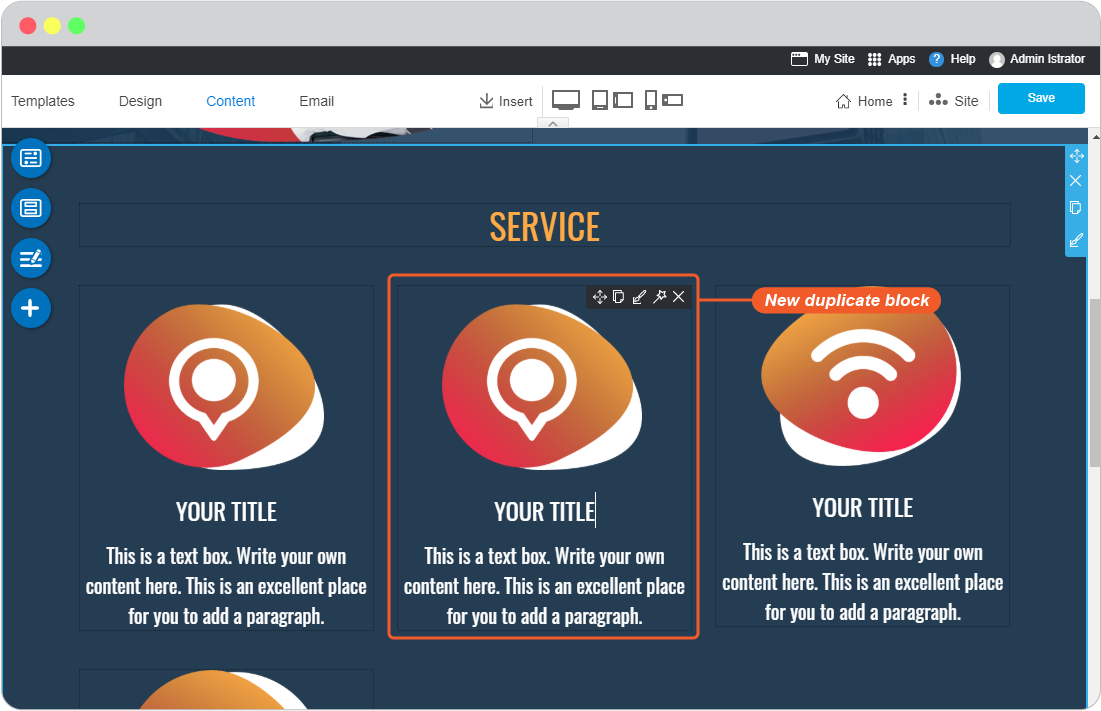 My Site Apps ? Help Admin Istrator
Templates Design Content Email Insert Home Site Save
SERVICE
New duplicate block
YOUR TITLE
This is a text box. Write your own
content here. This is an excellent place
for you to add a paragraph.
YOUR TITLE
This is a text box. Write your own
content here. This is an excellent place
for you to add a paragraph.
YOUR TITLE
This is a text box. Write your own
content here. This is an excellent place
for you to add a paragraph.